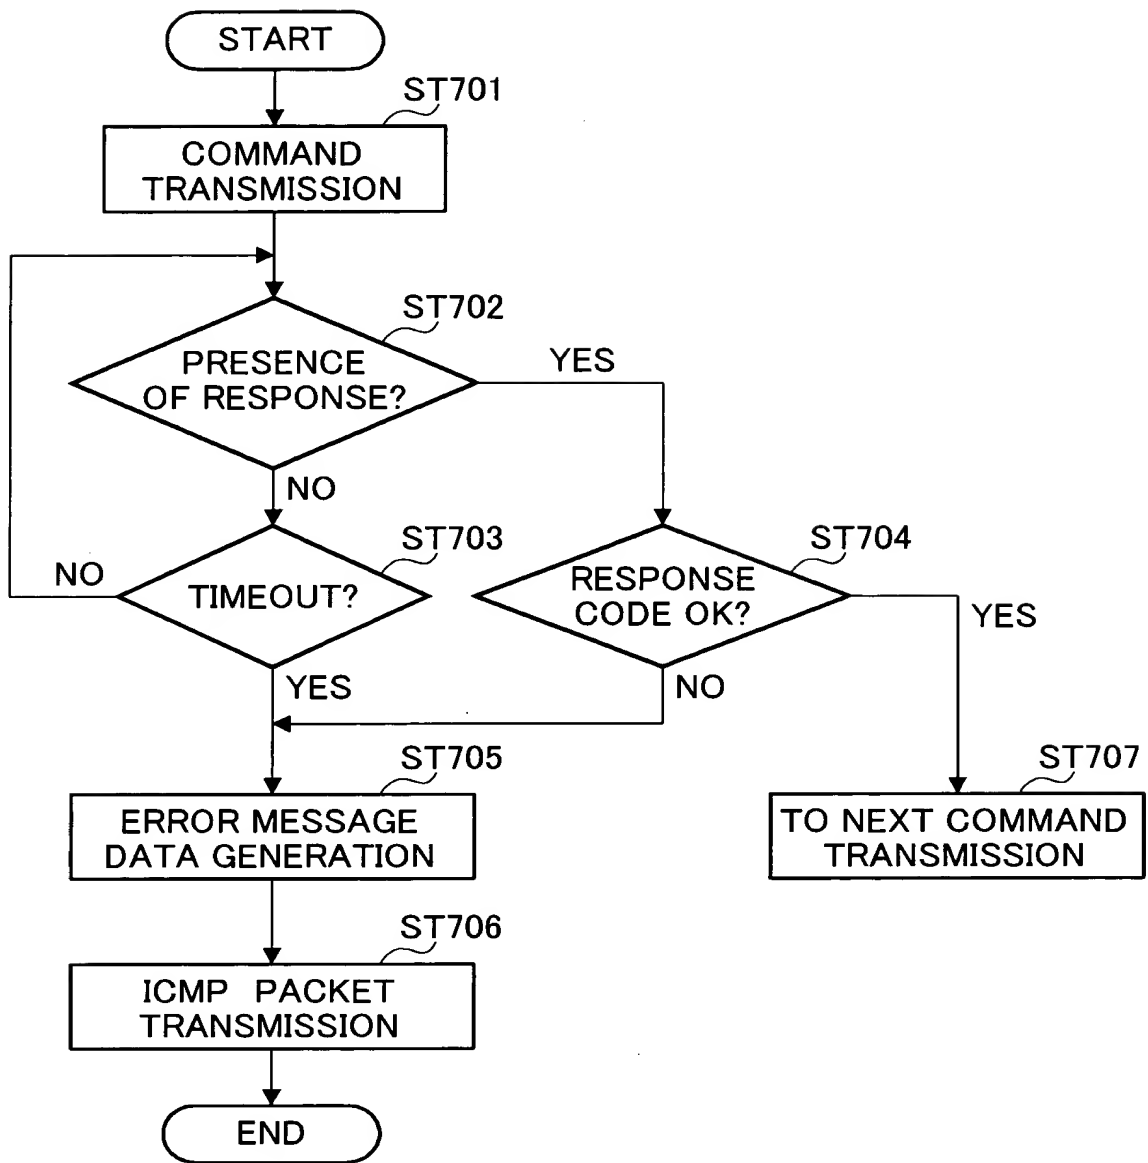 START
ST701
COMMAND
TRANSMISSION
ST702
PRESENCE
OF RESPONSE?
YES
NO
ST703
TIMEOUT?
NO
YES
ST704
RESPONSE
CODE OK?
YES
NO
ST705
ERROR MESSAGE
DATA GENERATION
ST707
TO NEXT COMMAND
TRANSMISSION
ST706
ICMP PACKET
TRANSMISSION
END